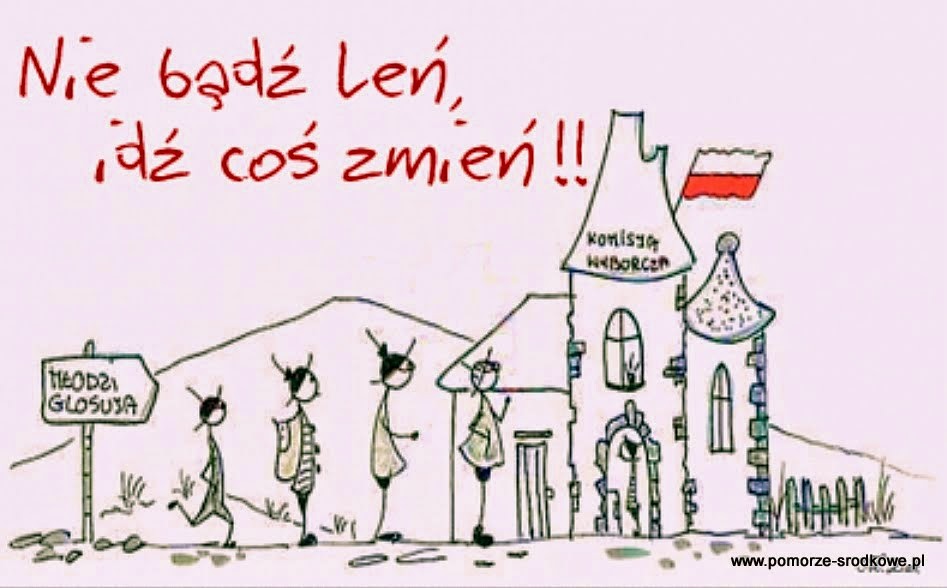 Nie bądź leń,
idź coś zmień!!
KOMISJA
WYBORCZA
MŁODZI
GŁOSUJĄ
www.pomorze-srodkowe.pl